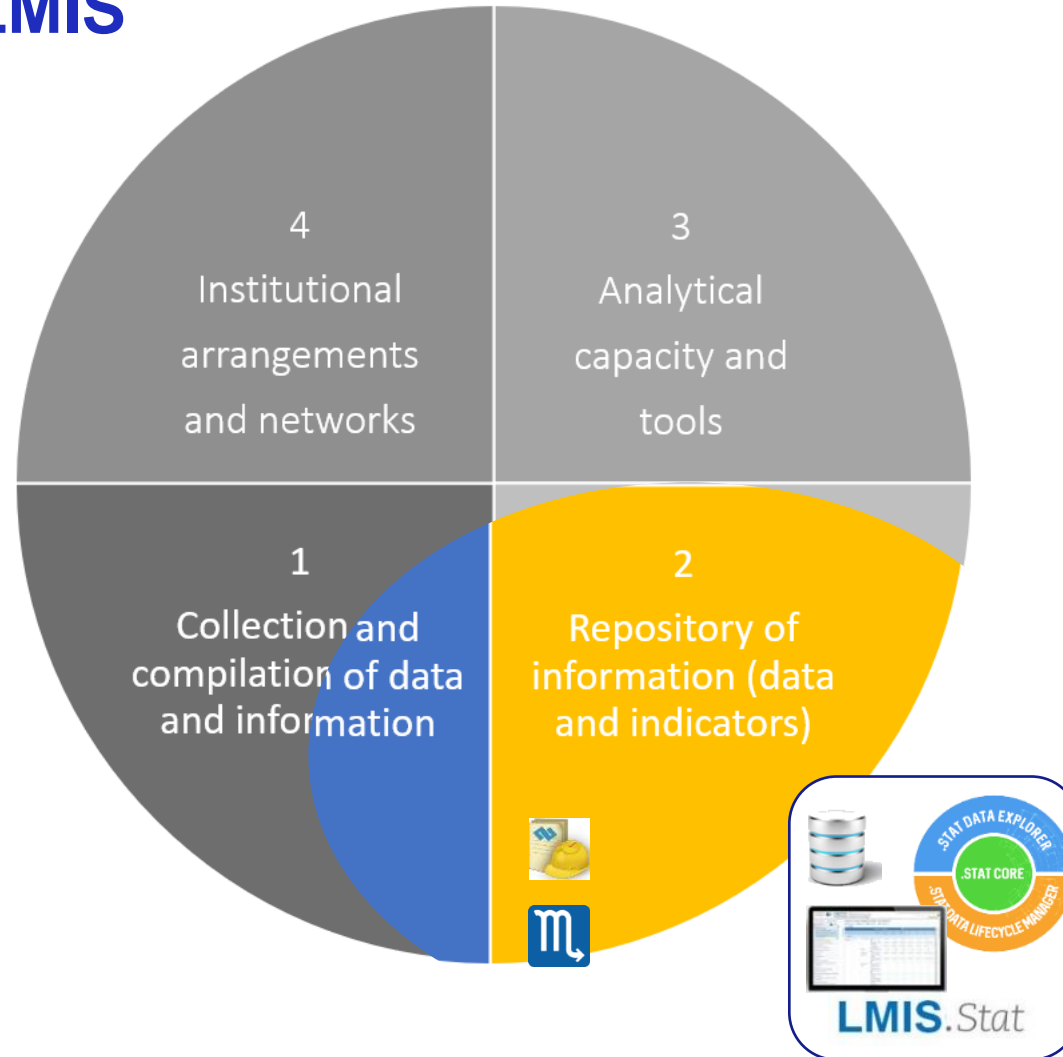 LMIS
4
Institutional
arrangements
and networks
3
Analytical
capacity and
tools
1
Collection and
compilation of data
and information
2
Repository of
information (data
and indicators)
.STAT DATA EXPLORER
.STAT CORE
.STAT DATA LIFECYCLE MANAGER
LMIS.Stat